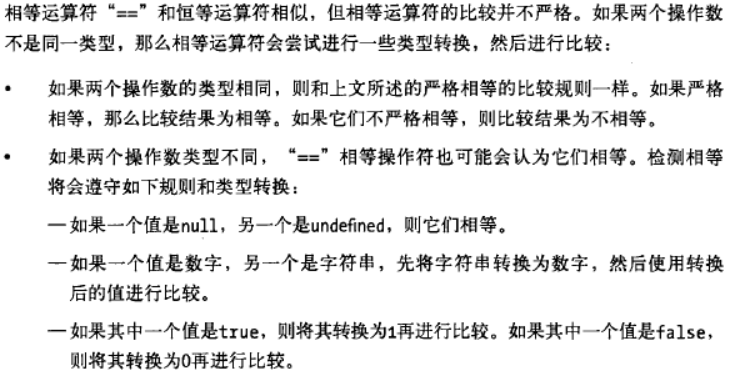 相等运算符“==”和恒等运算符相似，但相等运算符的比较并不严格。如果两个操作数
不是同一类型，那么相等运算符会尝试进行一些类型转换，然后进行比较：
• 如果两个操作数的类型相同，则和上文所述的严格相等的比较规则一样。如果严格
相等，那么比较结果为相等。如果它们不严格相等，则比较结果为不相等。
• 如果两个操作数类型不同，“==”相等操作符也可能会认为它们相等。检测相等
将会遵守如下规则和类型转换：
—如果一个值是null，另一个是undefined，则它们相等。
—如果一个值是数字，另一个是字符串，先将字符串转换为数字，然后使用转换
后的值进行比较。
—如果其中一个值是true，则将其转换为1再进行比较。如果其中一个值是false，
则将其转换为0再进行比较。